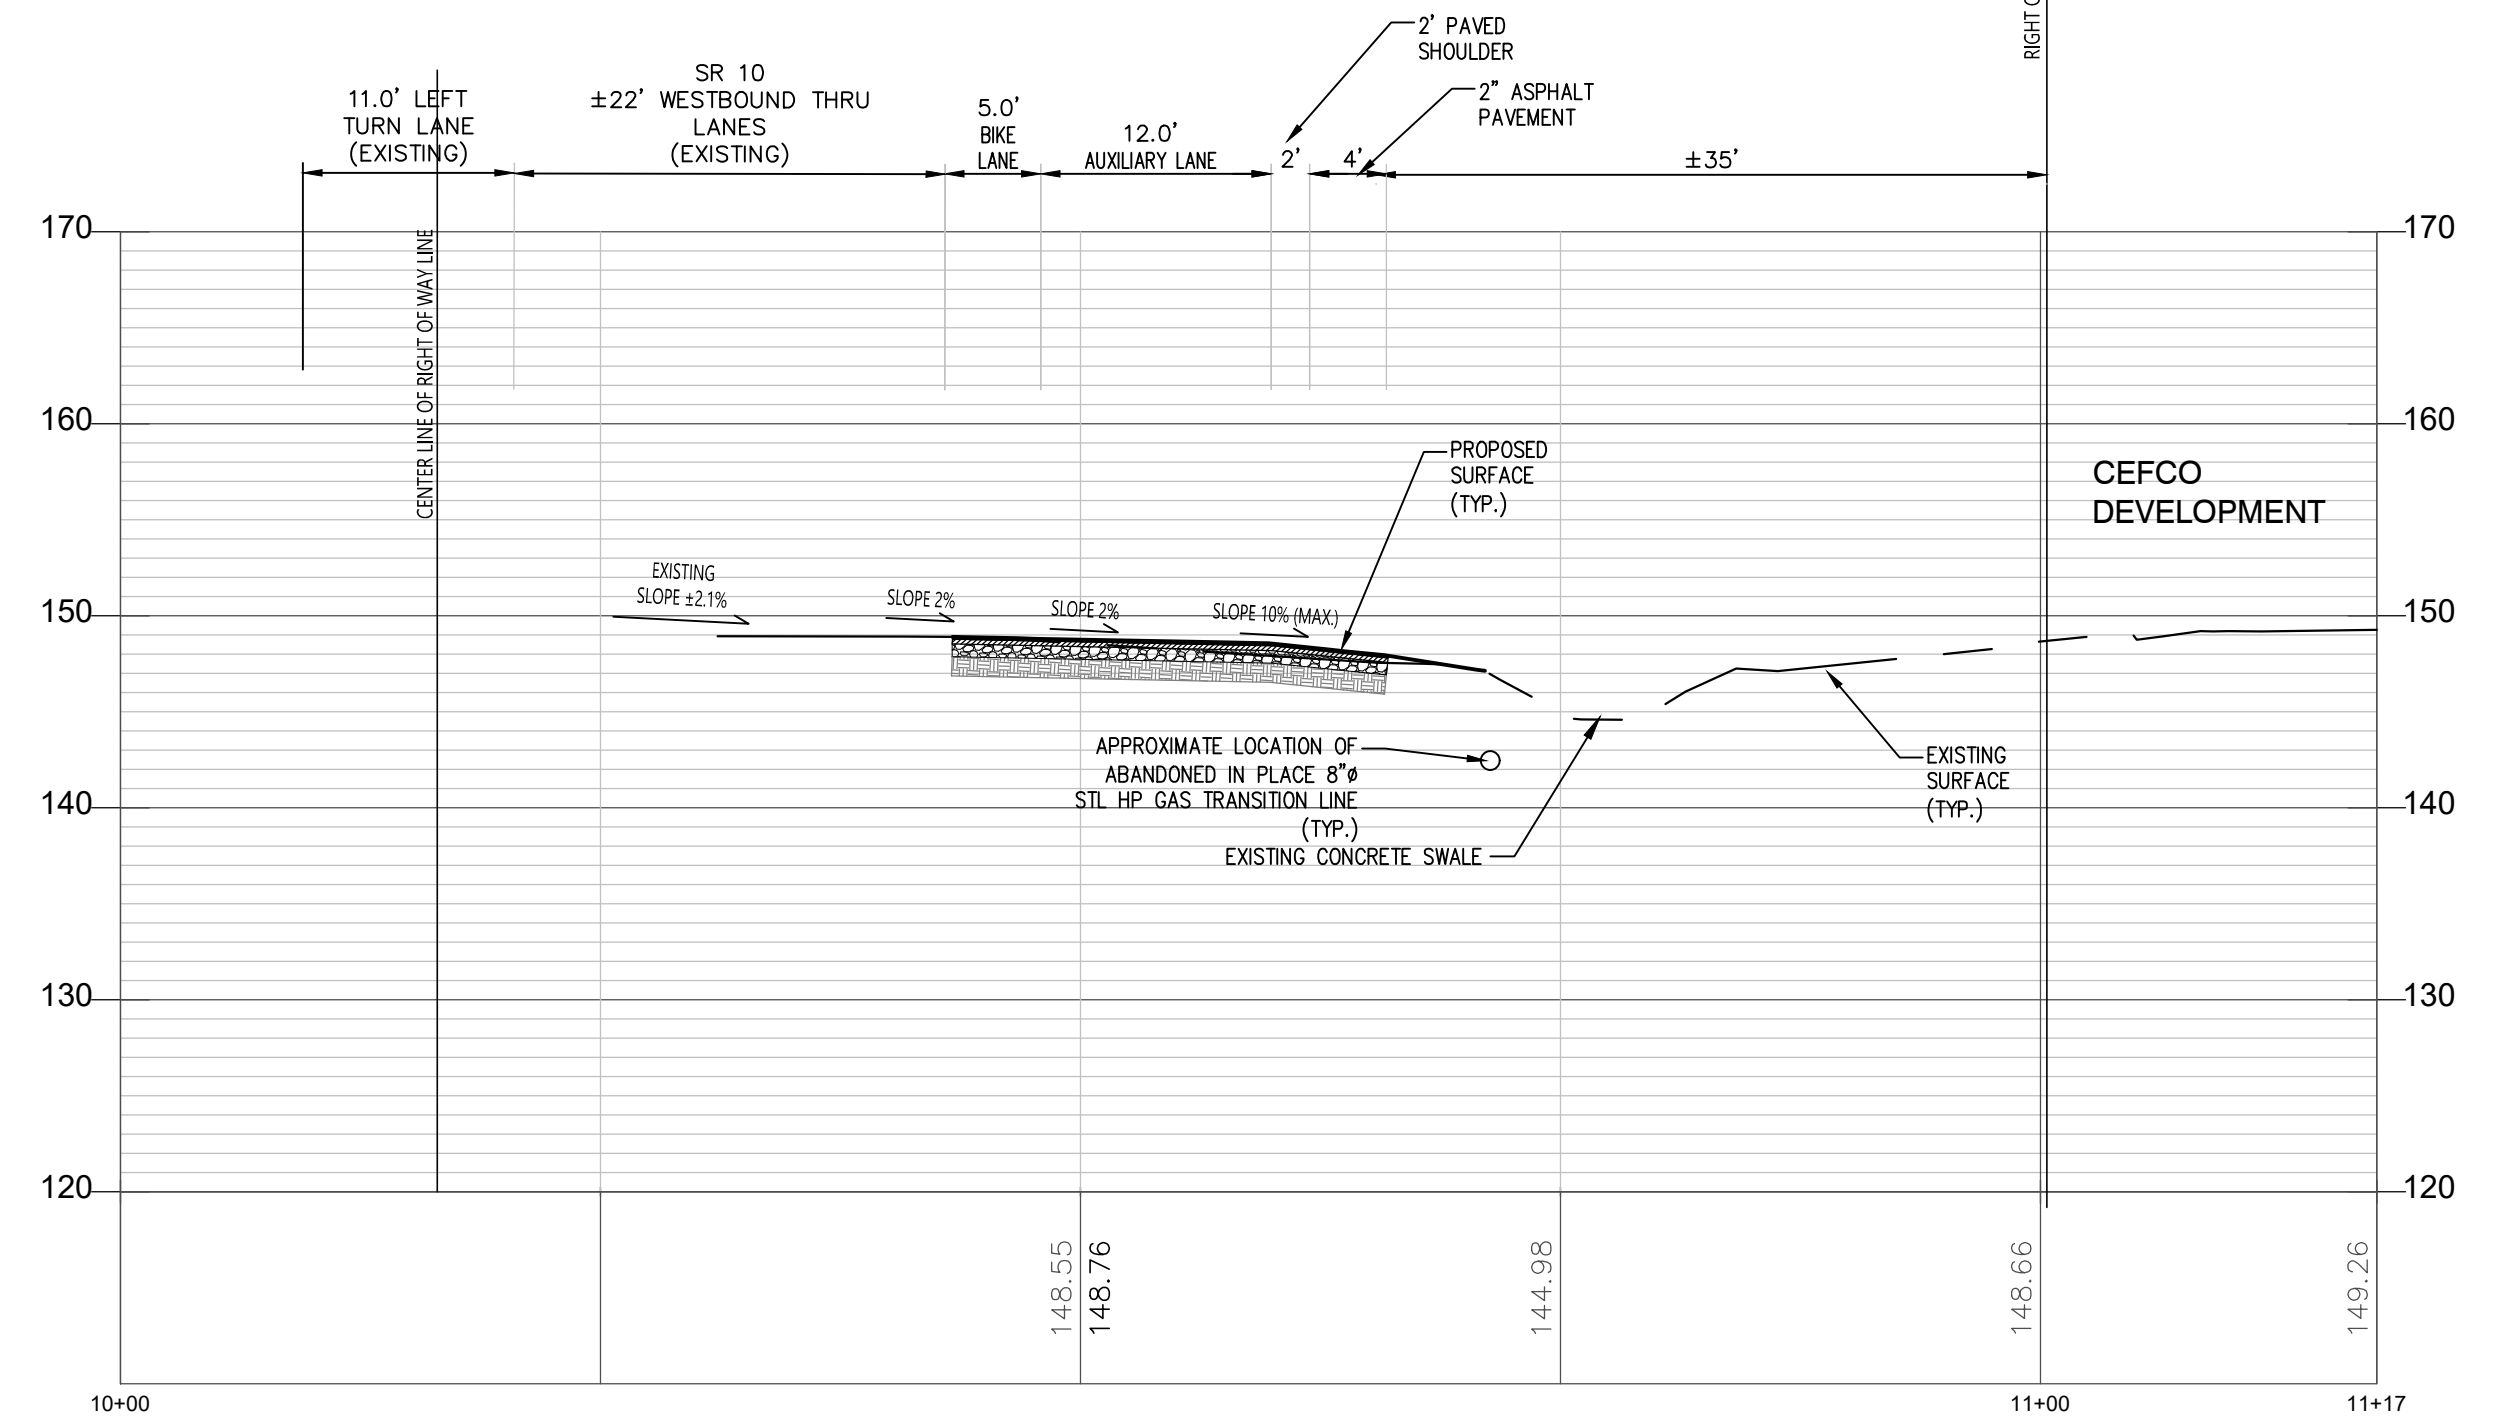 2' PAVED
SHOULDER
2" ASPHALT
PAVEMENT
11.0' LEFT
TURN LANE
(EXISTING)
SR 10
±22' WESTBOUND THRU
LANES
(EXISTING)
5.0'
BIKE
LANE
12.0'
AUXILIARY LANE
2'
4'
±35'
RIGHT
CENTER LINE OF RIGHT OF WAY LINE
170
170
160
160
CEFCO
DEVELOPMENT
PROPOSED
SURFACE
(TYP.)
EXISTING
SLOPE ±2.1%
SLOPE 2%
SLOPE 2%
SLOPE 10% (MAX.)
150
150
APPROXIMATE LOCATION OF
ABANDONED IN PLACE 8"ø
STL HP GAS TRANSITION LINE
(TYP.)
EXISTING CONCRETE SWALE
EXISTING
SURFACE
(TYP.)
140
140
130
130
120
120
148.55
148.76
144.98
148.66
149.26
10+00
11+00
11+17